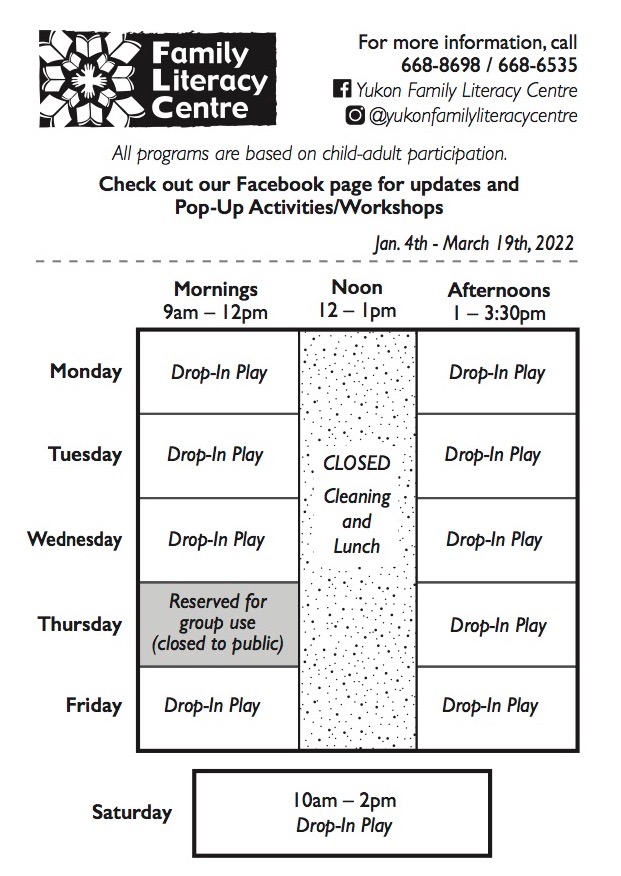 Family
Literacy
Centre
For more information, call
668-8698 / 668-6535
Yukon Family Literacy Centre
@yukonfamilyliteracycentre
All programs are based on child-adult participation.
Check out our Facebook page for updates and
Pop-Up Activities/Workshops
Jan. 4th - March 19th, 2022
Mornings
9am – 12pm
Noon
12 – 1pm
Afternoons
1 – 3:30pm
Monday
Drop-In Play
Drop-In Play
Tuesday
Drop-In Play
Drop-In Play
CLOSED
Cleaning
and
Lunch
Wednesday
Drop-In Play
Drop-In Play
Thursday
Reserved for
group use
(closed to public)
Drop-In Play
Friday
Drop-In Play
Drop-In Play
Saturday
10am – 2pm
Drop-In Play